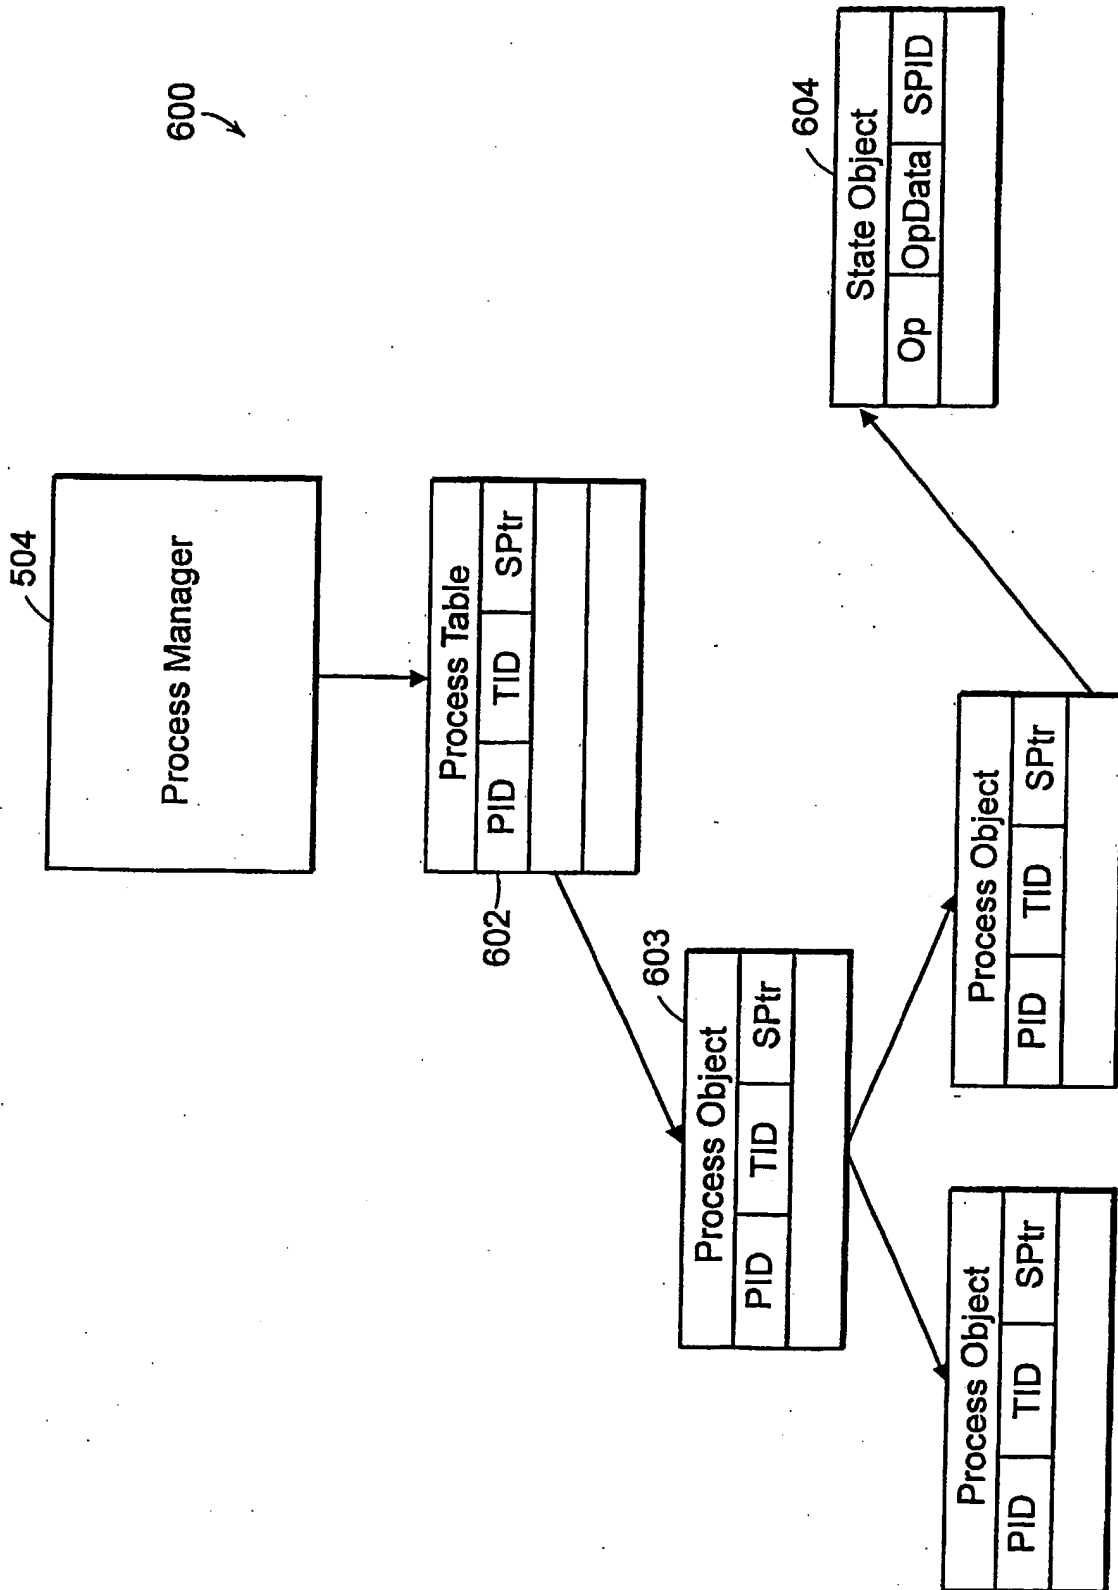 600
504
Process Manager
Process Table
PID TID SPtr
602
603
Process Object
PID TID SPtr
604
State Object
Op OpData SPID
Process Object
PID TID SPtr
Process Object
PID TID SPtr